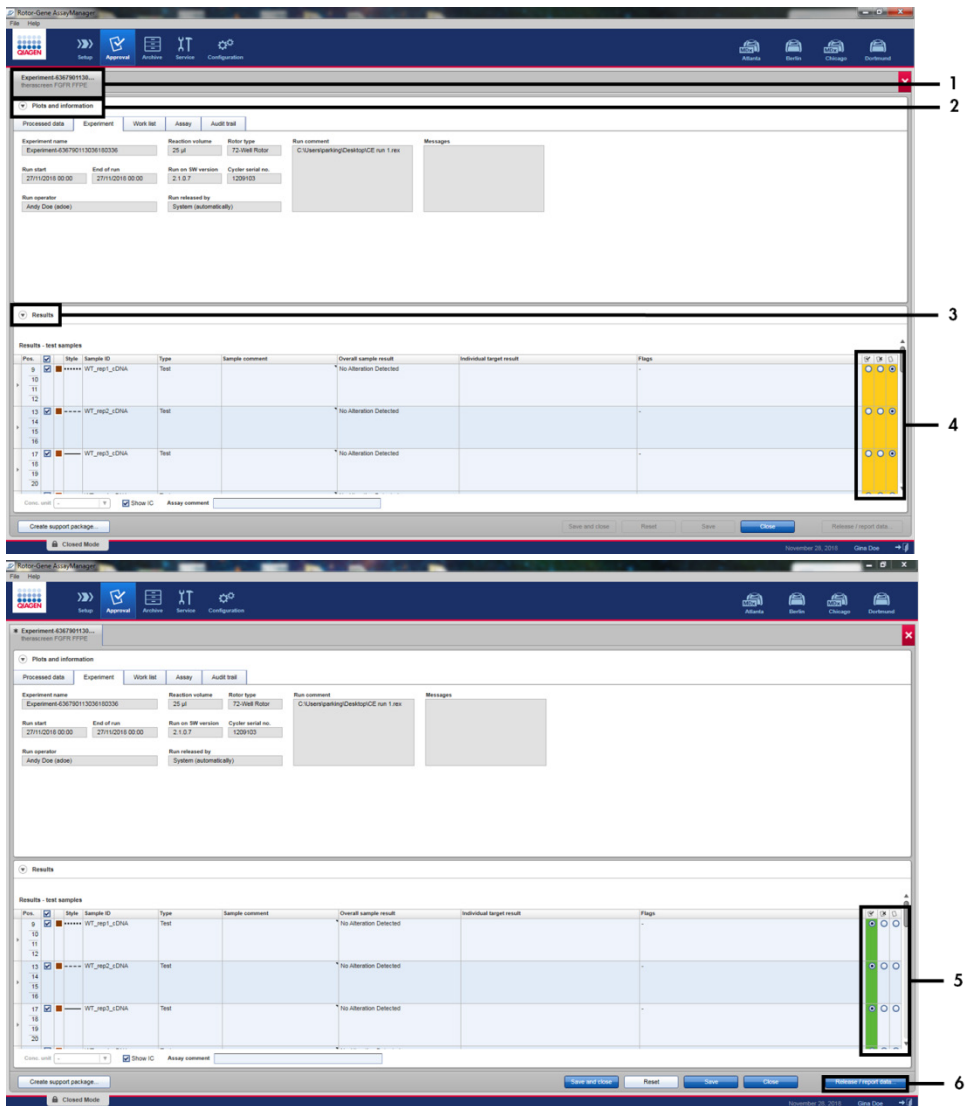 Rotor-Gene AssayManager
File Help
QIAGEN
Setup Approval Archive Service Configuration Atlanta Berlin Chicago Dortmund
Experiment-6367901130...
therascreen FGFR FFPE
1
Plots and information
2
Processed data Experiment Work list Assay Audit trail
Experiment name Reaction volume Rotor type Run comment Messages
Experiment-636790113036180336 25 µl 72-Well Rotor C:\Users\parking\Desktop\CE run 1.rex
Run start End of run Run on SW version Cycler serial no.
27/11/2018 00:00 27/11/2018 00:00 2.1.0.7 1209103
Run operator Run released by
Andy Doe (adoe) System (automatically)
Results
3
Results - test samples
Pos. Style Sample ID Type Sample comment Overall sample result Individual target result Flags
9 WT_rep1_cDNA Test No Alteration Detected -
10
11
12
13 WT_rep2_cDNA Test No Alteration Detected -
14
15
16
4
17 WT_rep3_cDNA Test No Alteration Detected -
18
19
20
Conc. unit - Show IC Assay comment
Create support package... Save and close Reset Save Close Release / report data...
Closed Mode November 28, 2018 Gina Doe
Rotor-Gene AssayManager
File Help
QIAGEN
Setup Approval Archive Service Configuration Atlanta Berlin Chicago Dortmund
Experiment-6367901130...
therascreen FGFR FFPE
Plots and information
Processed data Experiment Work list Assay Audit trail
Experiment name Reaction volume Rotor type Run comment Messages
Experiment-636790113036180336 25 µl 72-Well Rotor C:\Users\parking\Desktop\CE run 1.rex
Run start End of run Run on SW version Cycler serial no.
27/11/2018 00:00 27/11/2018 00:00 2.1.0.7 1209103
Run operator Run released by
Andy Doe (adoe) System (automatically)
Results
Results - test samples
Pos. Style Sample ID Type Sample comment Overall sample result Individual target result Flags
9 WT_rep1_cDNA Test No Alteration Detected -
10
11
12
13 WT_rep2_cDNA Test No Alteration Detected -
14
15
16
5
17 WT_rep3_cDNA Test No Alteration Detected -
18
19
20
Conc. unit - Show IC Assay comment
Create support package... Save and close Reset Save Close Release / report data...
6
Closed Mode November 28, 2018 Gina Doe